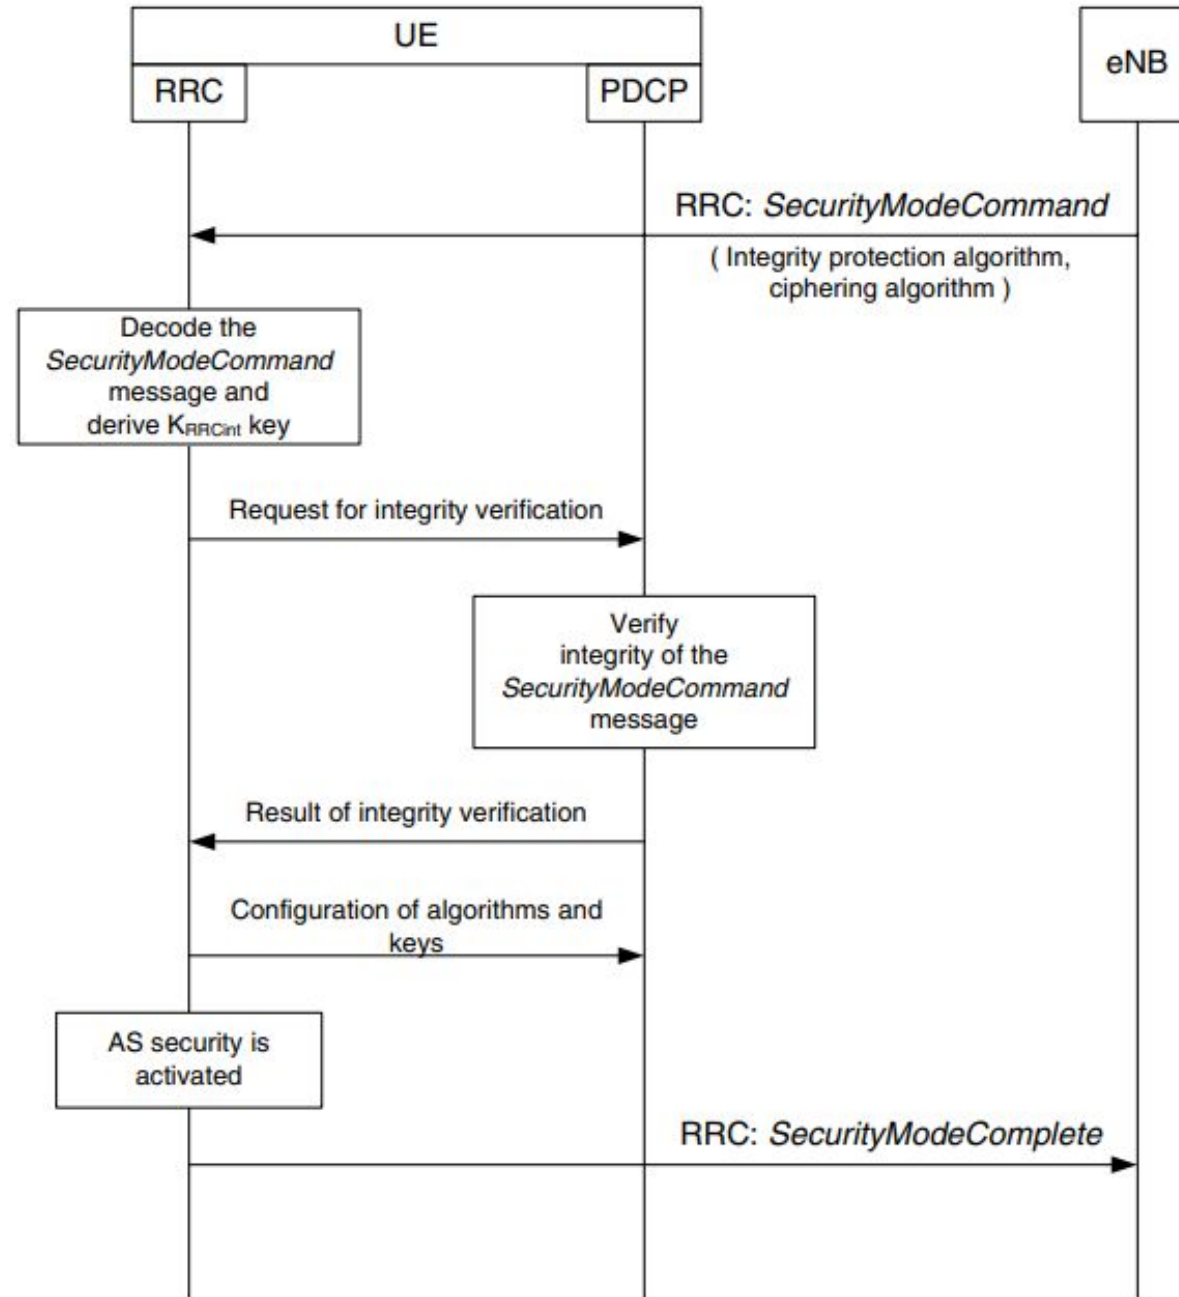 UE
RRC
PDCP
eNB
RRC: SecurityModeCommand
( Integrity protection algorithm,
ciphering algorithm )
Decode the
SecurityModeCommand
message and
derive KRRCint key
Request for integrity verification
Verify
integrity of the
SecurityModeCommand
message
Result of integrity verification
Configuration of algorithms and
keys
AS security is
activated
RRC: SecurityModeComplete